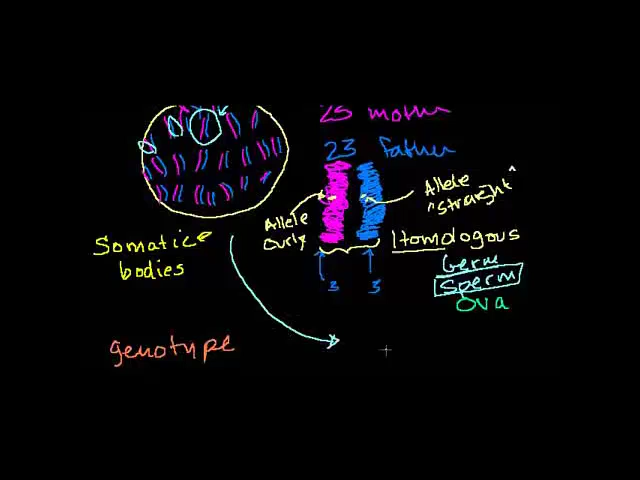 23 mother
23 father
Allele
"straight"
Allele
curly
Homologous
Somatic
bodies
Germ
Sperm
Ova
3 3
genotype